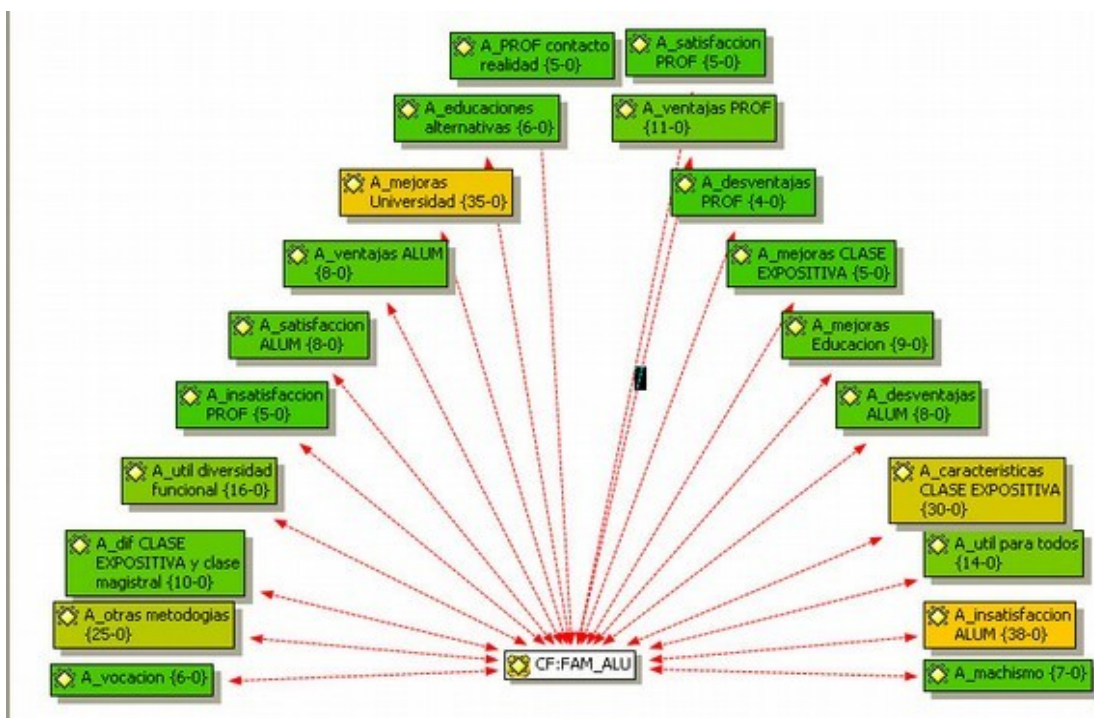 A_PROF contacto
realidad {5-0}
A_satisfaccion
PROF {5-0}
A_educaciones
alternativas {6-0}
A_ventajas PROF
{11-0}
A_mejoras
Universidad {35-0}
A_desventajas
PROF {4-0}
A_ventajas ALUM
{8-0}
A_mejoras CLASE
EXPOSITIVA {5-0}
A_satisfaccion
ALUM {8-0}
A_mejoras
Educacion {9-0}
A_insatisfaccion
PROF {5-0}
A_desventajas
ALUM {8-0}
A_util diversidad
funcional {16-0}
A_caracteristicas
CLASE EXPOSITIVA
{30-0}
A_dif CLASE
EXPOSITIVA y clase
magistral {10-0}
A_util para todos
{14-0}
A_otras metodogias
{25-0}
A_insatisfaccion
ALUM {38-0}
A_vocacion {6-0}
CF:FAM_ALU
A_machismo {7-0}